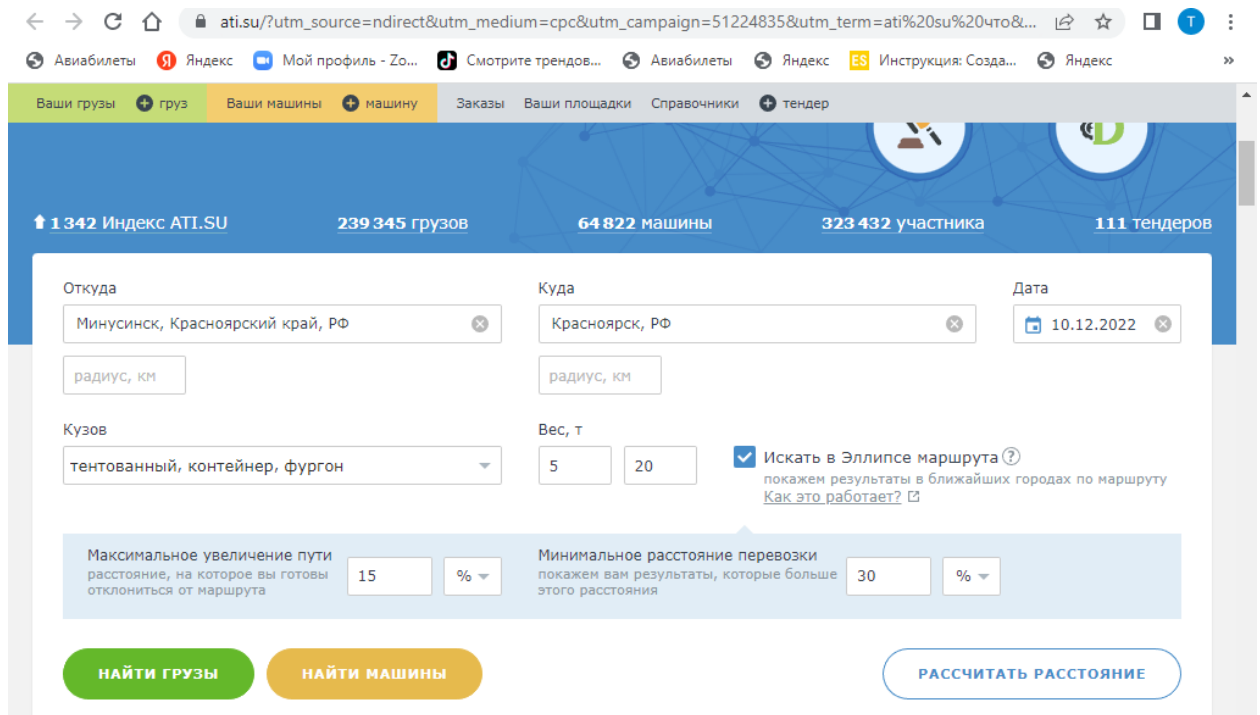 ati.su/?utm_source=ndirect&utm_medium=cpc&utm_campaign=51224835&utm_term=ati%20su%20что&...
T
Авиабилеты Я Яндекс Мой профиль - Zo... Смотрите трендов... Авиабилеты Яндекс ES Инструкция: Созда... Яндекс »
Ваши грузы груз Ваши машины машину Заказы Ваши площадки Справочники тендер
1 342 Индекс ATI.SU 239 345 грузов 64 822 машины 323 432 участника 111 тендеров
Откуда Куда Дата
Минусинск, Красноярский край, РФ Красноярск, РФ 10.12.2022
радиус, км радиус, км
Кузов Вес, т
тентованный, контейнер, фургон 5 20 Искать в Эллипсе маршрута ?
покажем результаты в ближайших городах по маршруту
Как это работает?
Максимальное увеличение пути
расстояние, на которое вы готовы
отклониться от маршрута
15 %
Минимальное расстояние перевозки
покажем вам результаты, которые больше
этого расстояния
30 %
НАЙТИ ГРУЗЫ НАЙТИ МАШИНЫ РАССЧИТАТЬ РАССТОЯНИЕ